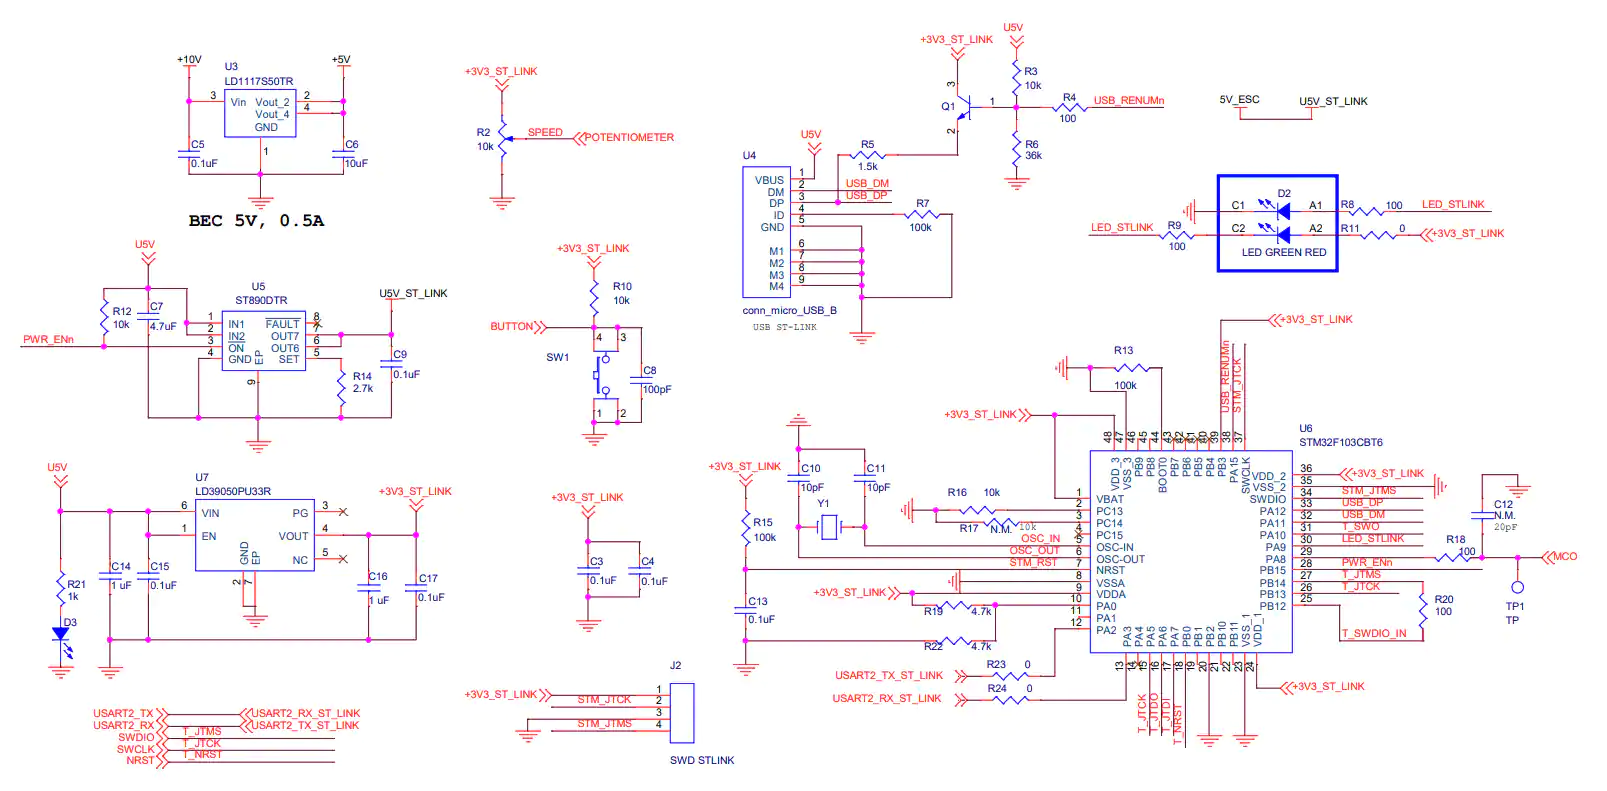 +10V
U3
LD1117S50TR
3 Vin Vout_2 2
Vout_4 4
GND
1
+5V
C5
0.1uF
C6
10uF
BEC 5V, 0.5A
+3V3_ST_LINK
R2
10k
SPEED
POTENTIOMETER
+3V3_ST_LINK
U5V
R3
10k
Q1
3
1
2
R4
100
USB_RENUMn
R6
36k
R5
1.5k
5V_ESC
U5V_ST_LINK
U4
U5V
VBUS 1
DM 2 USB_DM
DP 3 USB_DP
ID 4
GND 5
M1 6
M2 7
M3 8
M4 9
R7
100k
conn_micro_USB_B
USB ST-LINK
D2
C1 A1
C2 A2
LED GREEN RED
R8 100 LED_STLINK
LED_STLINK R9
100
R11 0 +3V3_ST_LINK
U5V
R12
10k
C7
4.7uF
PWR_ENn
U5
ST890DTR
1 IN1 FAULT 8
2 IN2 OUT7 7
3 ON OUT6 6
4 GND SET 5
EP
9
U5V_ST_LINK
R14
2.7k
C9
0.1uF
+3V3_ST_LINK
R10
10k
BUTTON
SW1
4 3
1 2
C8
100pF
U5V
U7
LD39050PU33R
6 VIN PG 3
1 EN VOUT 4
NC 5
GND
EP
2 7
+3V3_ST_LINK
R21
1k
D3
C14
1 uF
C15
0.1uF
C16
1 uF
C17
0.1uF
+3V3_ST_LINK
C3
0.1uF
C4
0.1uF
J2
+3V3_ST_LINK 1
STM_JTCK 2
3
STM_JTMS 4
SWD STLINK
USART2_TX USART2_RX_ST_LINK
USART2_RX USART2_TX_ST_LINK
SWDIO T_JTMS
SWCLK T_JTCK
NRST T_NRST
+3V3_ST_LINK
R15
100k
C13
0.1uF
C10
10pF
C11
10pF
Y1
R16 10k
R17 N.M. 10k
OSC_IN
OSC_OUT
STM_RST
+3V3_ST_LINK
R19 4.7k
R22 4.7k
USART2_TX_ST_LINK R23 0
USART2_RX_ST_LINK R24 0
+3V3_ST_LINK
R13
100k
+3V3_ST_LINK
USB_RENUMn
STM_JTCK
U6
STM32F103CBT6
48 47 46 45 44 43 42 41 40 39 38 37
VDD_3
VSS_3
PB9
PB8
BOOT0
PB7
PB6
PB5
PB4
PB3
PA15
SWCLK
1 VBAT
2 PC13
3 PC14
4 PC15
5 OSC-IN
6 OSC-OUT
7 NRST
8 VSSA
9 VDDA
10 PA0
11 PA1
12 PA2
PA3
PA4
PA5
PA6
PA7
PB0
PB1
PB2
PB10
PB11
VSS_1
VDD_1
13 14 15 16 17 18 19 20 21 22 23 24
T_JTCK
T_JTDO
T_JTDI
T_NRST
+3V3_ST_LINK
VDD_2 36 +3V3_ST_LINK
VSS_2 35
SWDIO 34 STM_JTMS
PA12 33 USB_DP
PA11 32 USB_DM
PA10 31 T_SWO
PA9 30 LED_STLINK
PA8 29
PB15 28 PWR_ENn
PB14 27 T_JTMS
PB13 26 T_JTCK
PB12 25
T_SWDIO_IN
R20
100
R18
100
C12
N.M.
20pF
MCO
TP1
TP